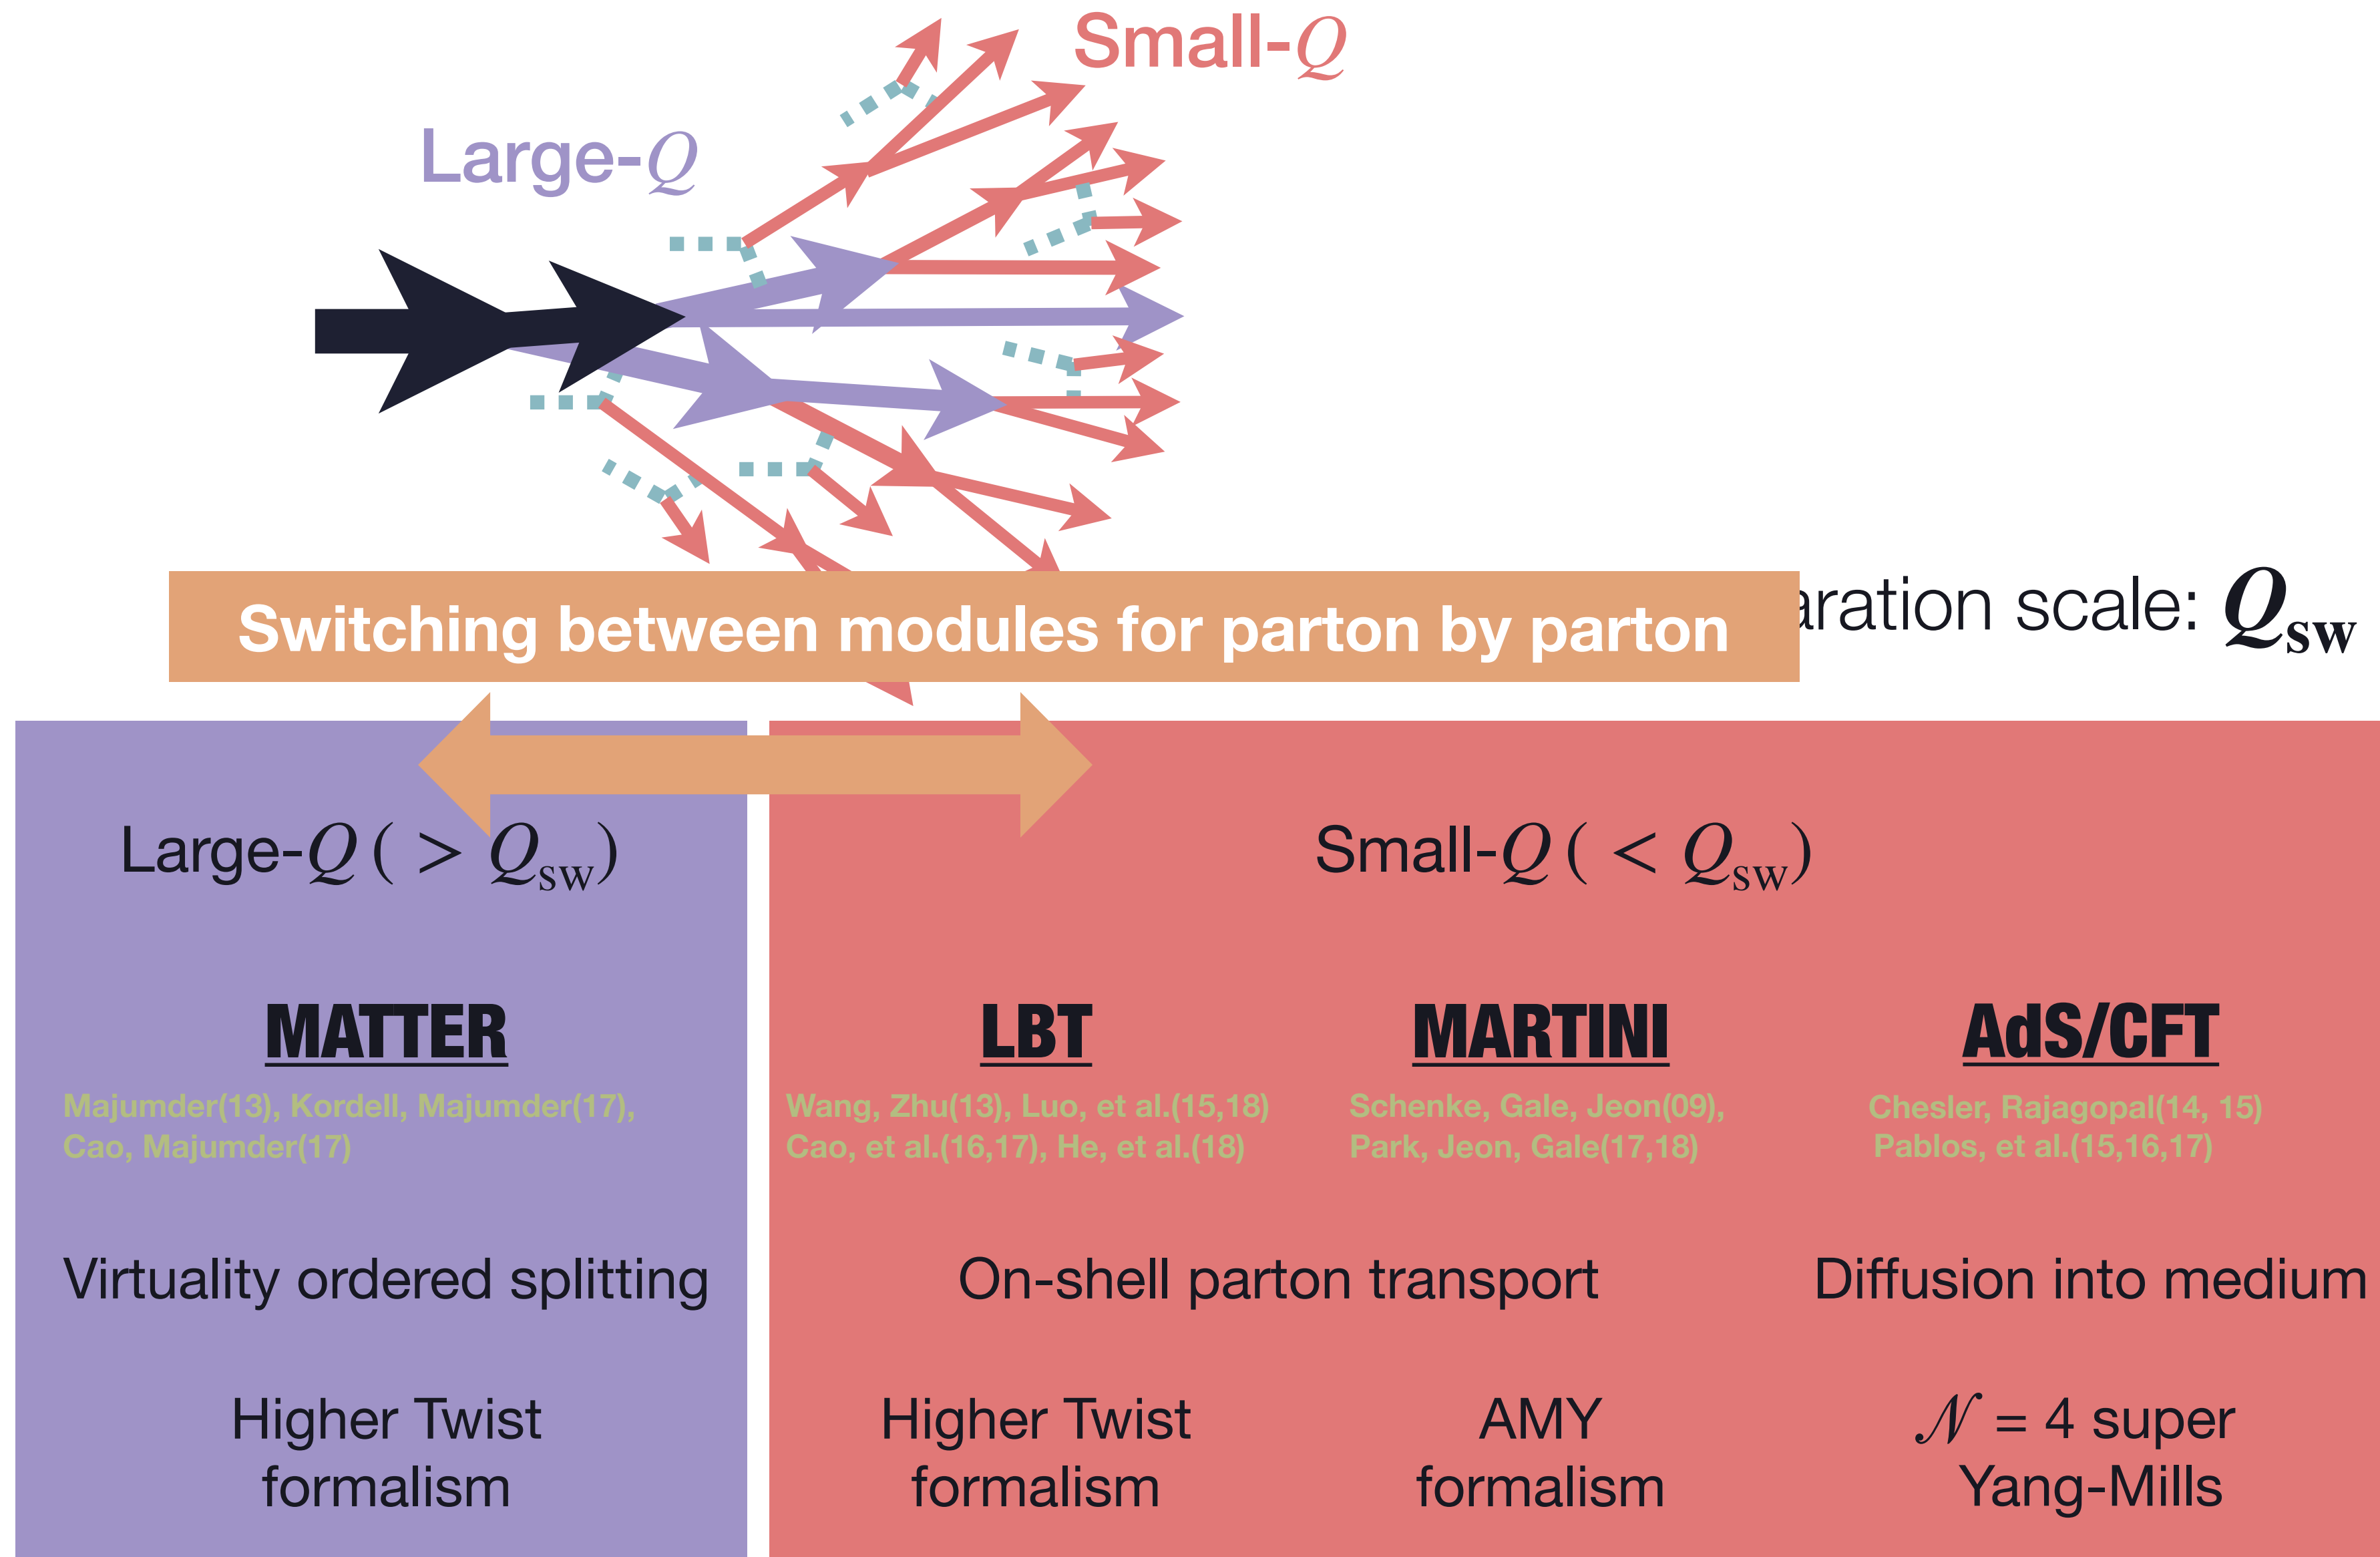 Small-Q
Large-Q
Switching between modules for parton by parton
aration scale: Qsw
Large-Q ( > Qsw)
Small-Q ( < Qsw)
MATTER
Majumder(13), Kordell, Majumder(17),
Cao, Majumder(17)
Virtuality ordered splitting
Higher Twist
formalism
LBT
Wang, Zhu(13), Luo, et al.(15,18)
Cao, et al.(16,17), He, et al.(18)
MARTINI
Schenke, Gale, Jeon(09),
Park, Jeon, Gale(17,18)
On-shell parton transport
Higher Twist
formalism
AMY
formalism
AdS/CFT
Chesler, Rajagopal(14, 15)
Pablos, et al.(15,16,17)
Diffusion into medium
𝒩 = 4 super
Yang-Mills